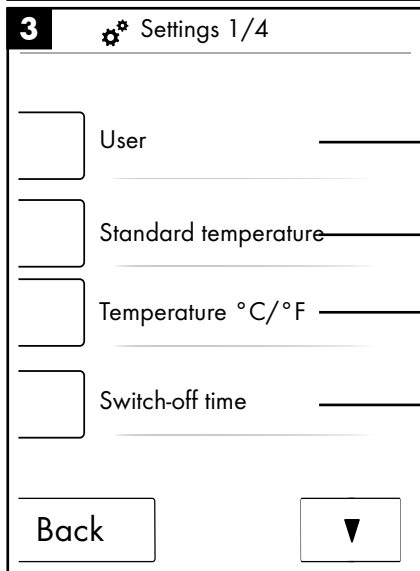 3
Settings 1/4
User
Standard temperature
Temperature °C/°F
Switch-off time
Back